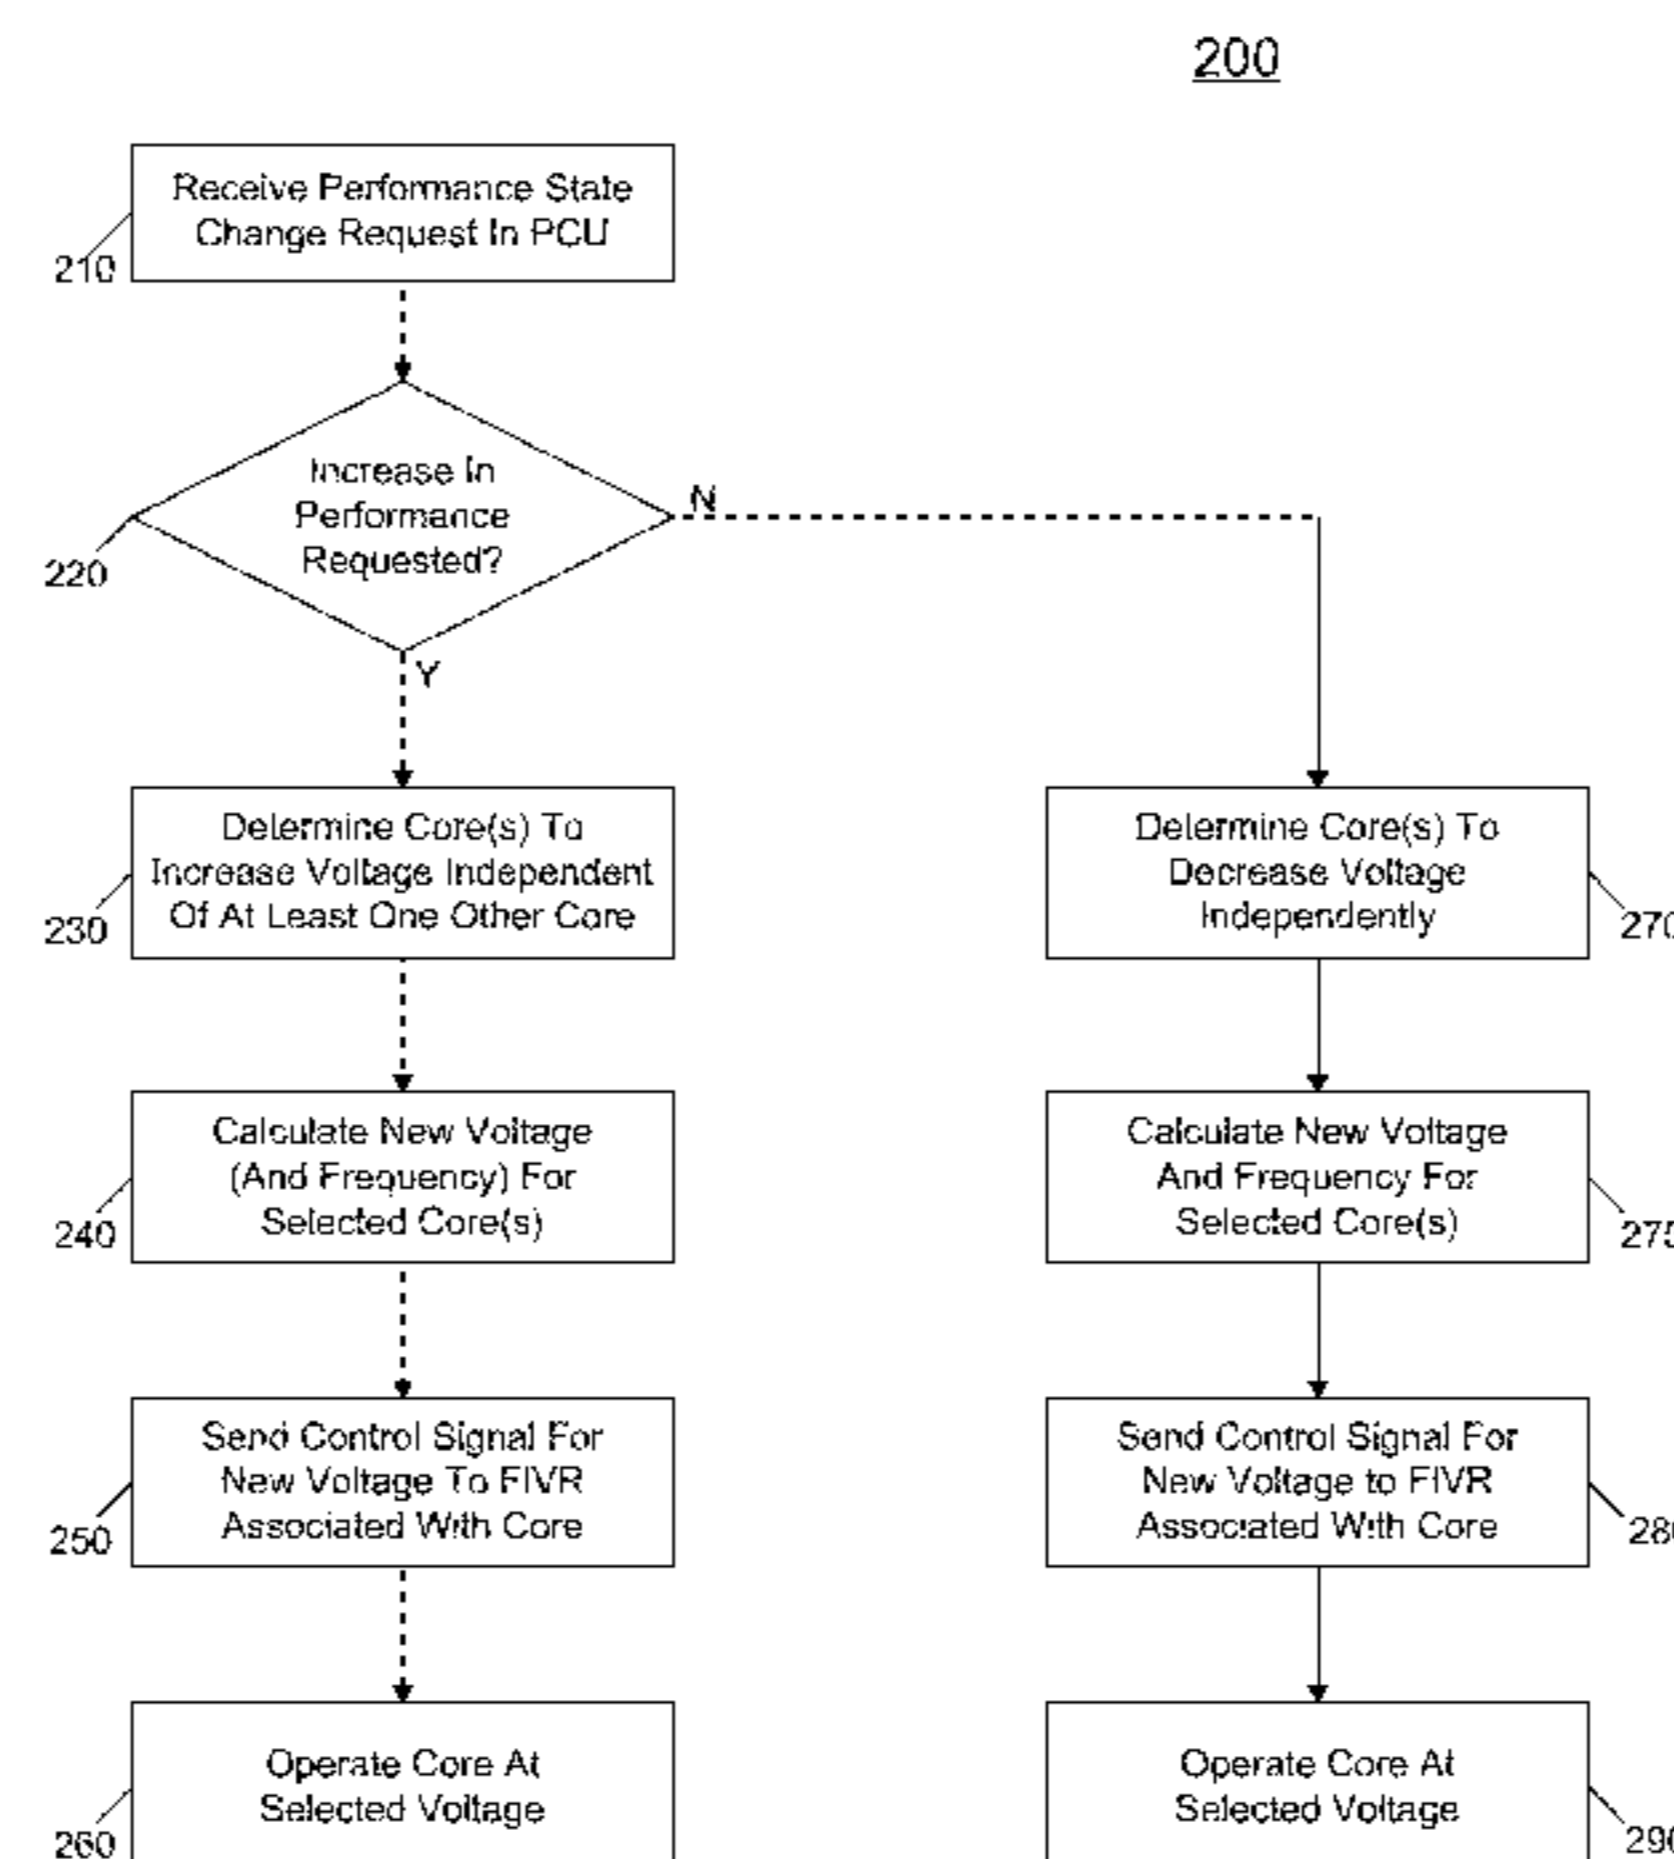 200
Receive Performance State
Change Request In PCU
210
Increase In
Performance
Requested?
N
220
Y
Determine Core(s) To
Increase Voltage Independent
Of At Least One Other Core
230
Determine Core(s) To
Decrease Voltage
Independently
270
Calculate New Voltage
(And Frequency) For
Selected Core(s)
240
Calculate New Voltage
And Frequency For
Selected Core(s)
275
Send Control Signal For
New Voltage To FIVR
Associated With Core
250
Send Control Signal For
New Voltage to FIVR
Associated With Core
280
Operate Core At
Selected Voltage
260
Operate Core At
Selected Voltage
290